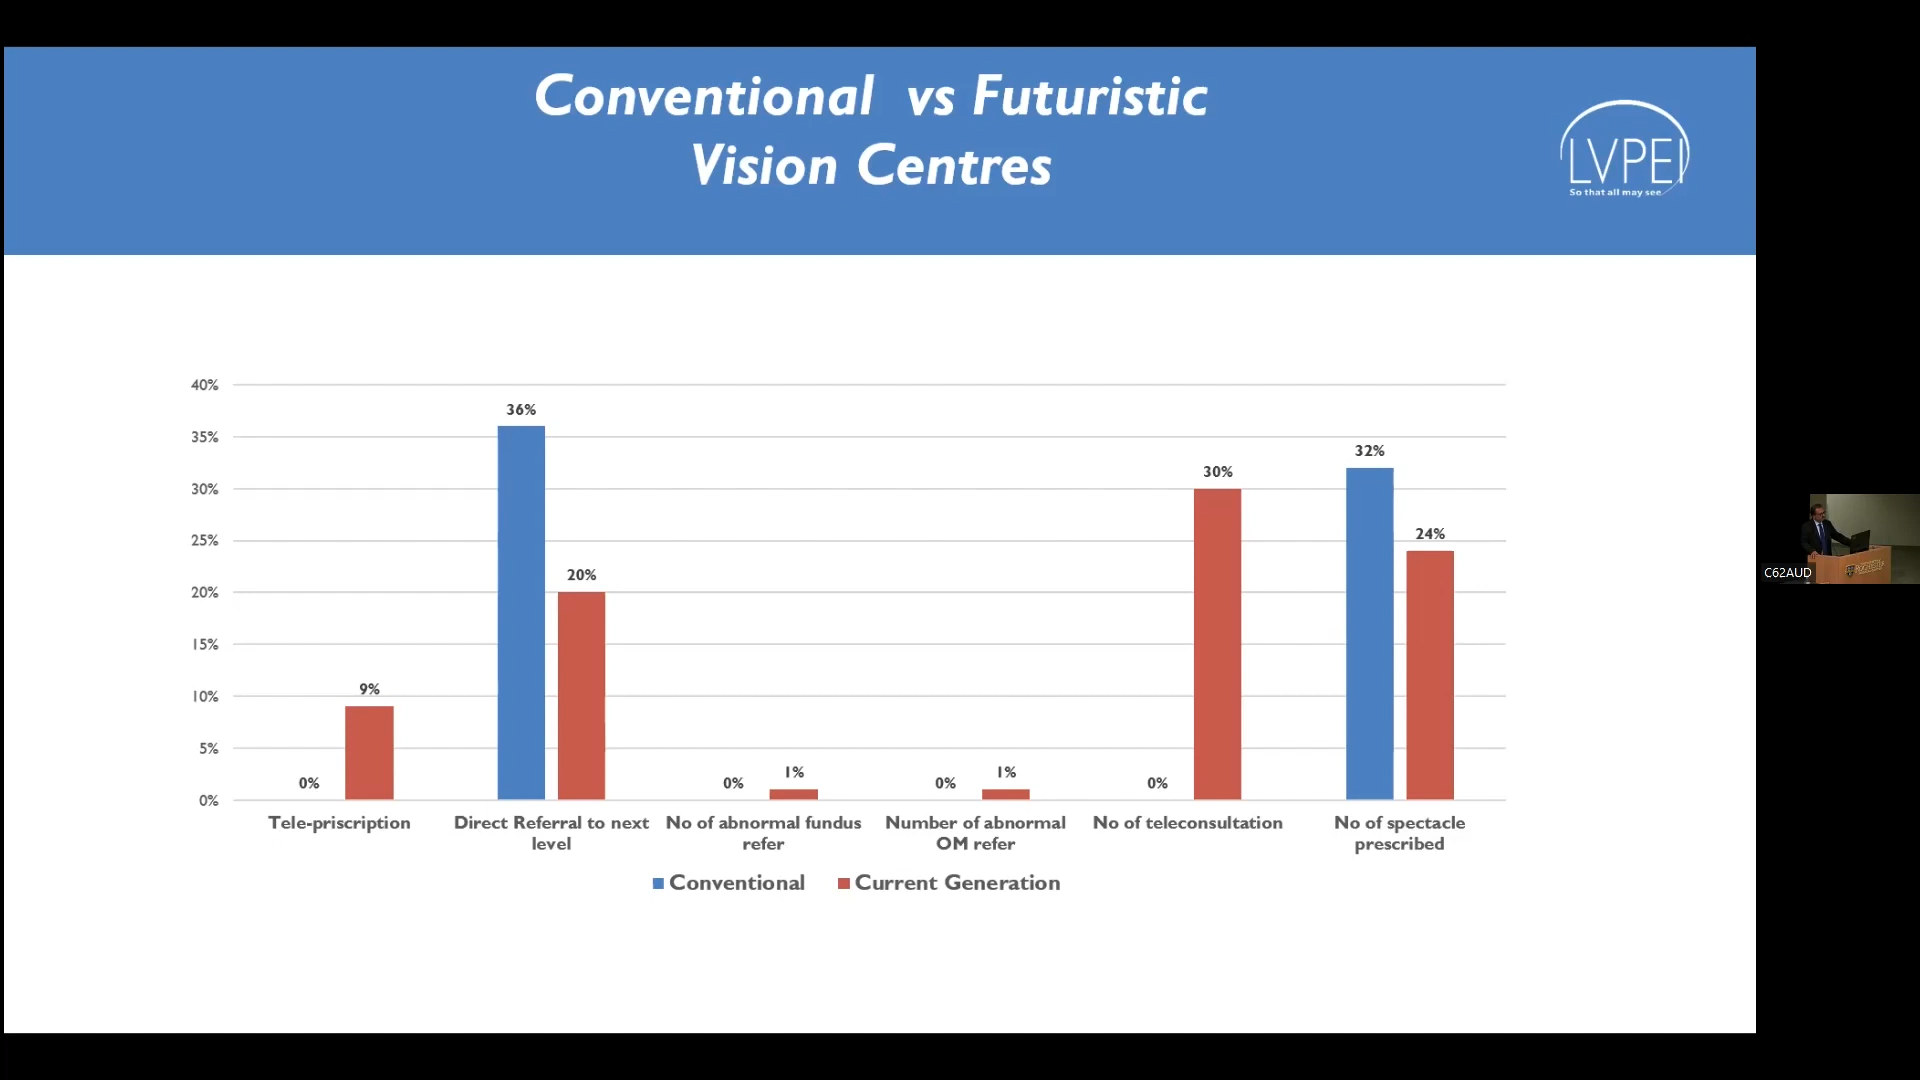 Conventional vs Futuristic
Vision Centres
LVPEI
So that all may see
40%
35%
30%
25%
20%
15%
10%
5%
0%
0%
9%
36%
20%
0%
1%
0%
1%
0%
30%
32%
24%
Tele-priscription
Direct Referral to next
level
No of abnormal fundus
refer
Number of abnormal
OM refer
No of teleconsultation
No of spectacle
prescribed
Conventional
Current Generation
C62AUD